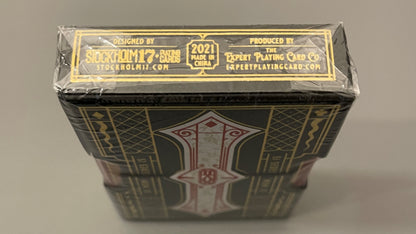 DESIGNED BY
STOCKHOLM17
STOCKHOLM17.COM
2021
MADE IN
CHINA
PRODUCED BY
THE
EXPERT PLAYING CARD CO.
EXPERTPLAYINGCARD.COM